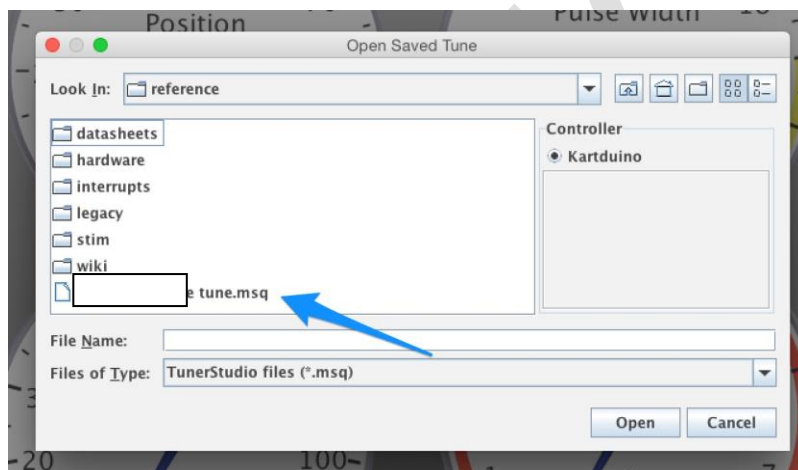 Position
Pulse Width
Open Saved Tune
Look In: reference
datasheets
hardware
interrupts
legacy
stim
wiki
e tune.msq
Controller
Kartduino
File Name:
Files of Type: TunerStudio files (*.msq)
Open Cancel
20
100